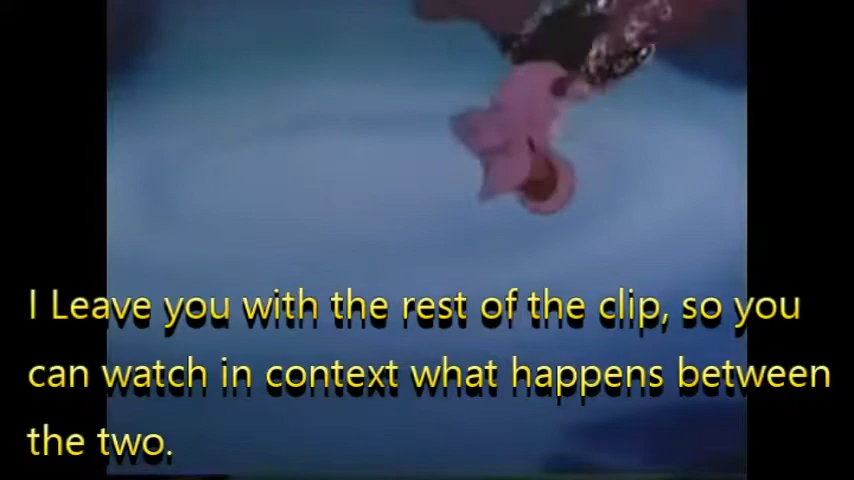 I Leave you with the rest of the clip, so you
can watch in context what happens between
the two.